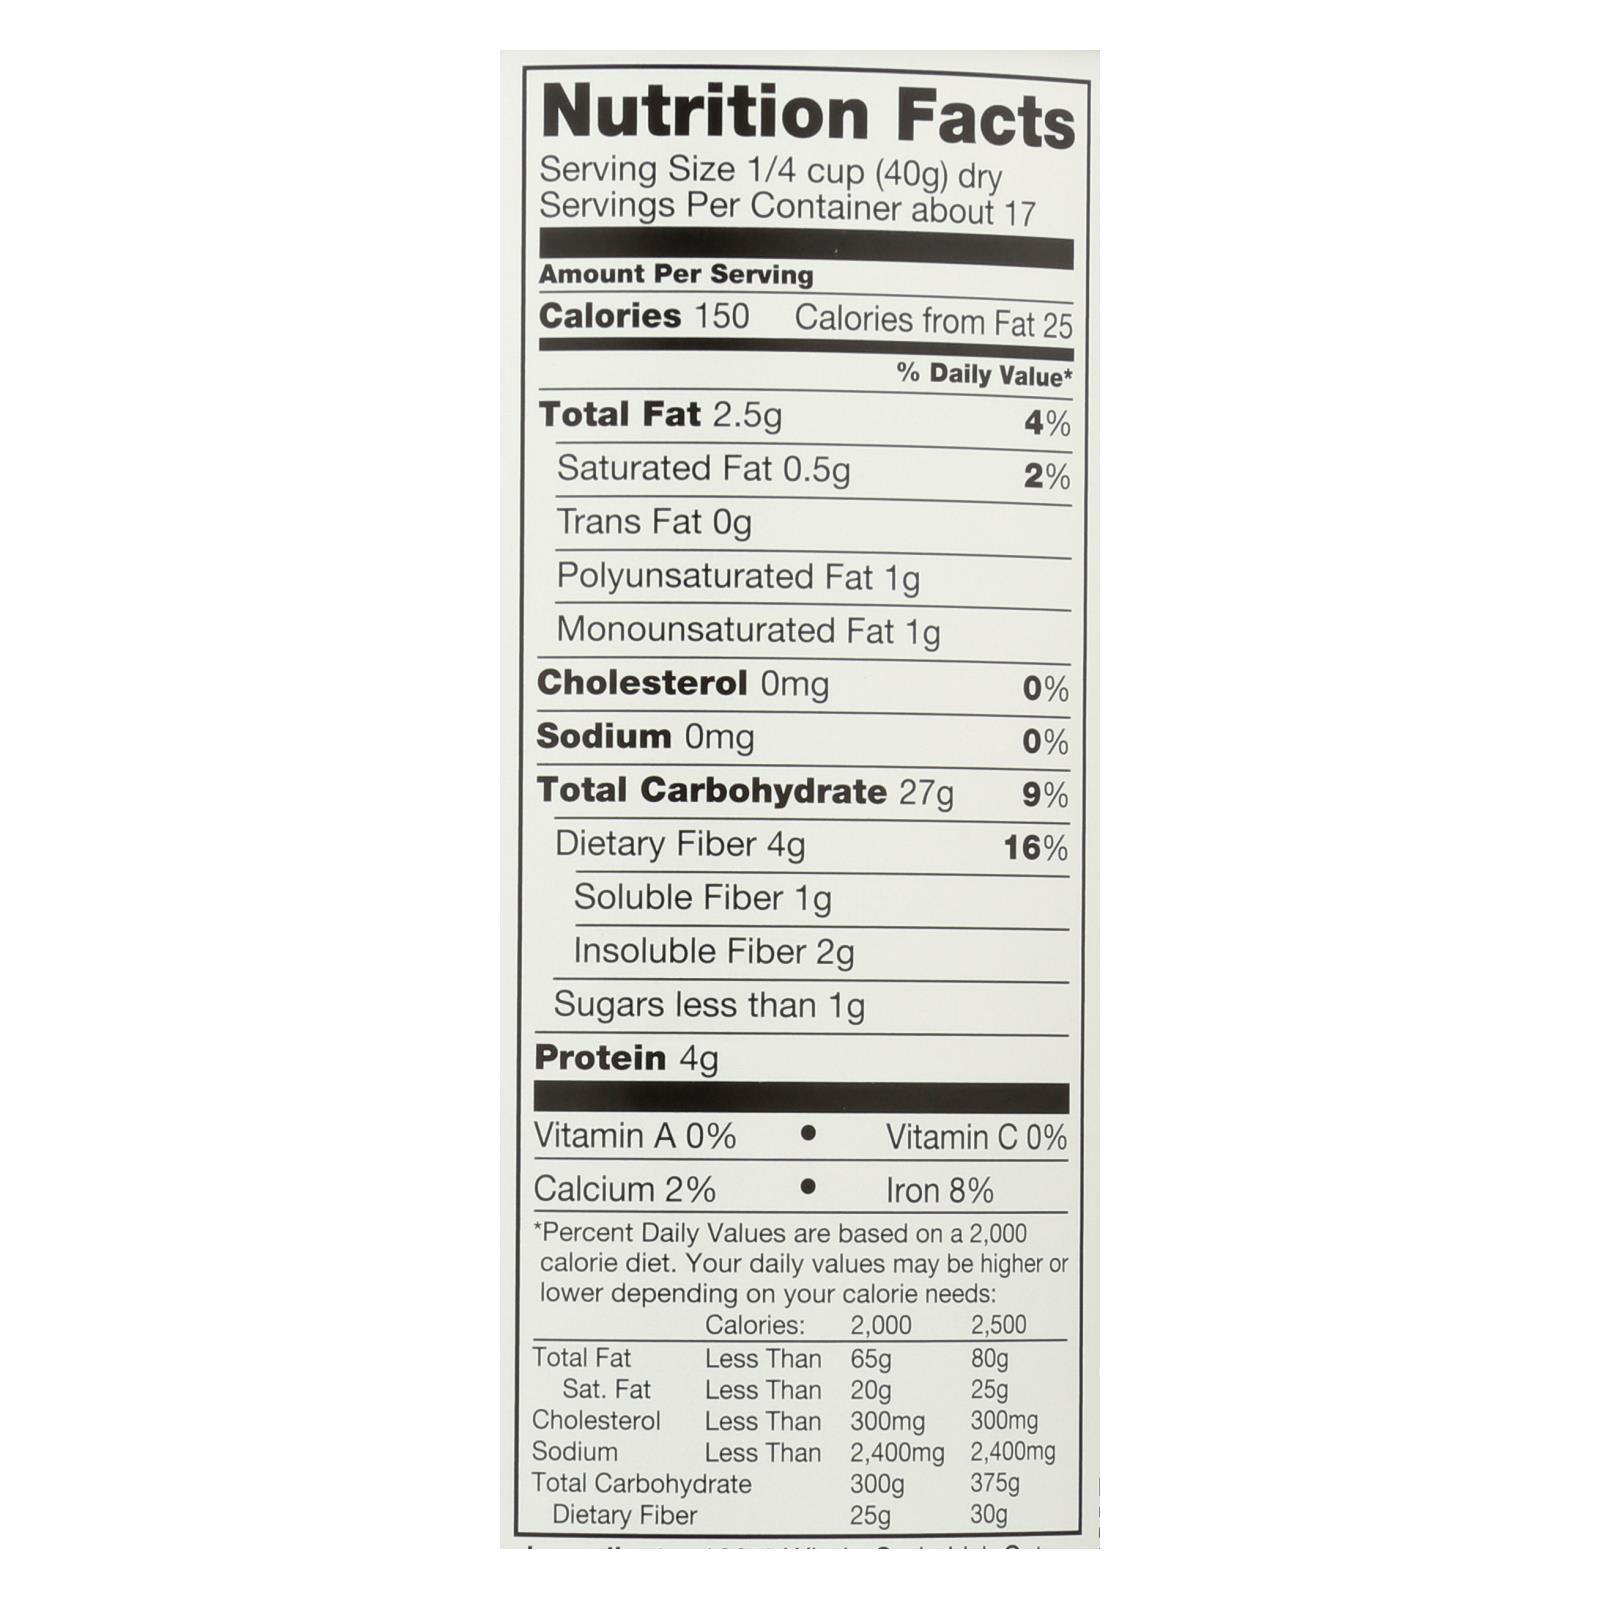 Nutrition Facts
Serving Size 1/4 cup (40g) dry
Servings Per Container about 17
Amount Per Serving
Calories 150 Calories from Fat 25
% Daily Value*
Total Fat 2.5g 4%
Saturated Fat 0.5g 2%
Trans Fat 0g
Polyunsaturated Fat 1g
Monounsaturated Fat 1g
Cholesterol 0mg 0%
Sodium 0mg 0%
Total Carbohydrate 27g 9%
Dietary Fiber 4g 16%
Soluble Fiber 1g
Insoluble Fiber 2g
Sugars less than 1g
Protein 4g
Vitamin A 0% • Vitamin C 0%
Calcium 2% • Iron 8%
*Percent Daily Values are based on a 2,000
calorie diet. Your daily values may be higher or
lower depending on your calorie needs:
Calories: 2,000 2,500
Total Fat Less Than 65g 80g
Sat. Fat Less Than 20g 25g
Cholesterol Less Than 300mg 300mg
Sodium Less Than 2,400mg 2,400mg
Total Carbohydrate 300g 375g
Dietary Fiber 25g 30g